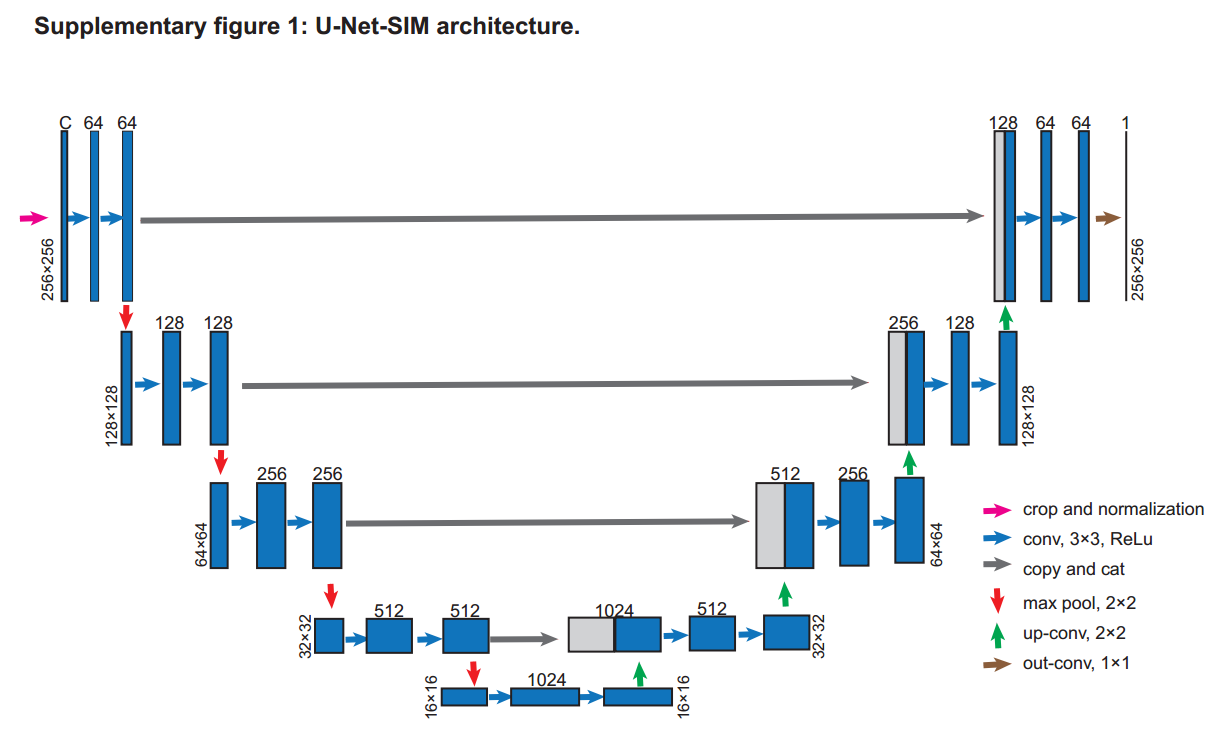 Supplementary figure 1: U-Net-SIM architecture.
C 64 64
128 64 64 1
256×256
256×256
128 128
256 128
128×128
128×128
256 256
512 256
64×64
64×64
512 512
1024 512
32×32
32×32
1024
16×16
16×16
crop and normalization
conv, 3×3, ReLu
copy and cat
max pool, 2×2
up-conv, 2×2
out-conv, 1×1